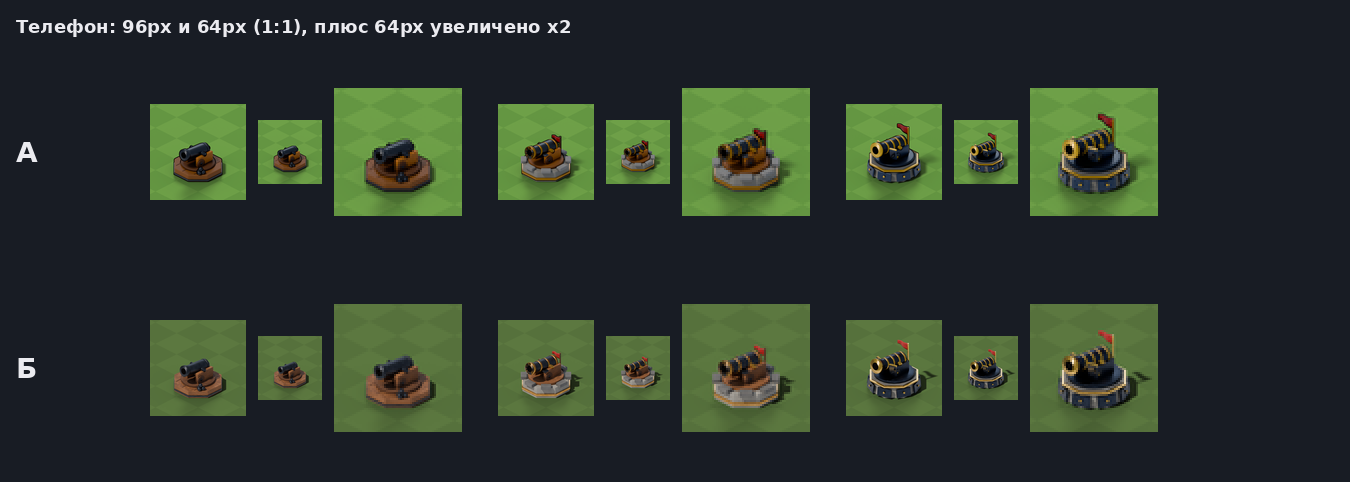 Телефон: 96px и 64px (1:1), плюс 64px увеличено x2
А
Б